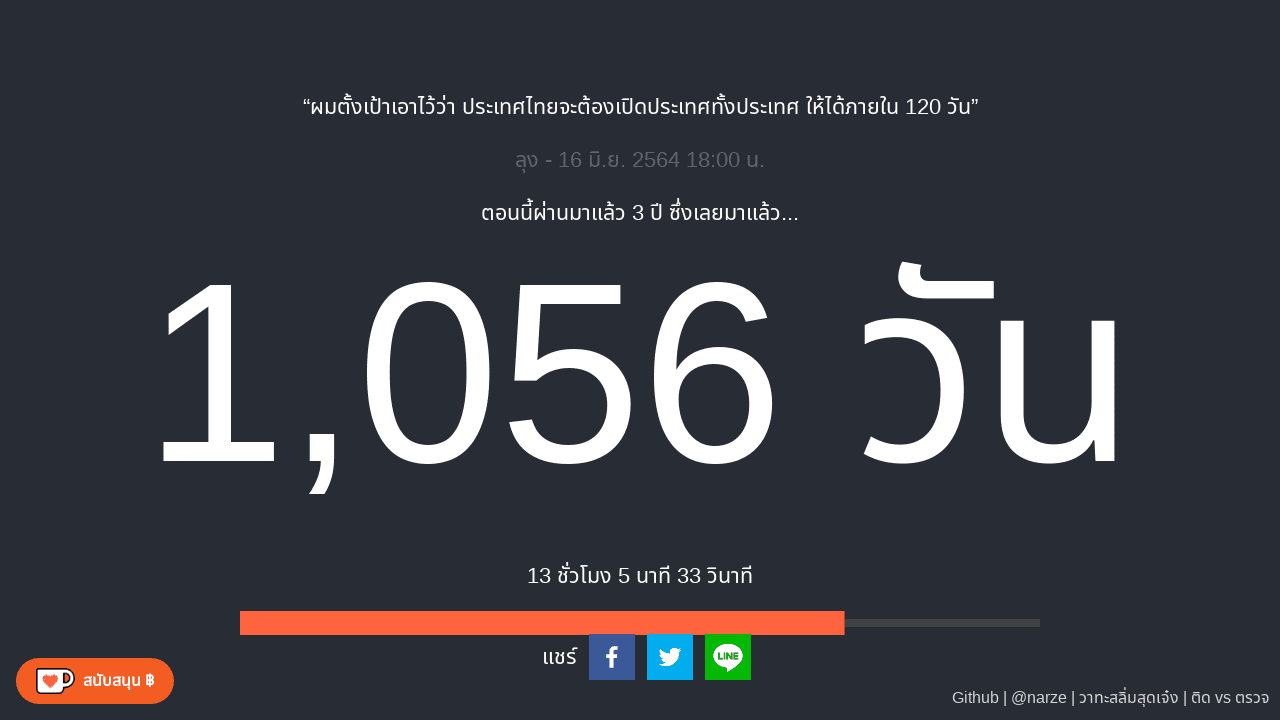 “ผมตั้งเป้าเอาไว้ว่า ประเทศไทยจะต้องเปิดประเทศทั้งประเทศ ให้ได้ภายใน 120 วัน”
ลุง - 16 มิ.ย. 2564 18:00 น.
ตอนนี้ผ่านมาแล้ว 3 ปี ซึ่งเลยมาแล้ว...
1,056 วัน
13 ชั่วโมง 5 นาที 33 วินาที
แชร์
LINE
สนับสนุน ฿
Github | @narze | วาทะสลิ่มสุดเจ๋ง | ติด vs ตรวจ